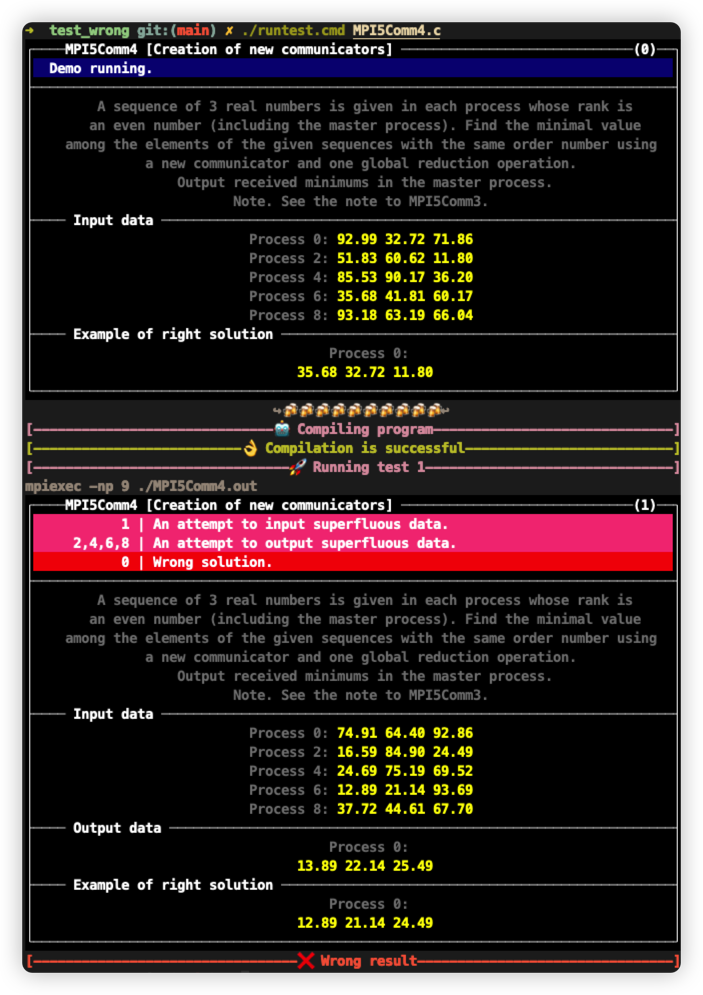 ➜ test_wrong git:(main) ✗ ./runtest.cmd MPI5Comm4.c
MPI5Comm4 [Creation of new communicators] (0)
Demo running.
A sequence of 3 real numbers is given in each process whose rank is
an even number (including the master process). Find the minimal value
among the elements of the given sequences with the same order number using
a new communicator and one global reduction operation.
Output received minimums in the master process.
Note. See the note to MPI5Comm3.
Input data
Process 0: 92.99 32.72 71.86
Process 2: 51.83 60.62 11.80
Process 4: 85.53 90.17 36.20
Process 6: 35.68 41.81 60.17
Process 8: 93.18 63.19 66.04
Example of right solution
Process 0:
35.68 32.72 11.80
[Compiling program]
[Compilation is successful]
[Running test 1]
mpiexec -np 9 ./MPI5Comm4.out
MPI5Comm4 [Creation of new communicators] (1)
1 | An attempt to input superfluous data.
2,4,6,8 | An attempt to output superfluous data.
0 | Wrong solution.
A sequence of 3 real numbers is given in each process whose rank is
an even number (including the master process). Find the minimal value
among the elements of the given sequences with the same order number using
a new communicator and one global reduction operation.
Output received minimums in the master process.
Note. See the note to MPI5Comm3.
Input data
Process 0: 74.91 64.40 92.86
Process 2: 16.59 84.90 24.49
Process 4: 24.69 75.19 69.52
Process 6: 12.89 21.14 93.69
Process 8: 37.72 44.61 67.70
Output data
Process 0:
13.89 22.14 25.49
Example of right solution
Process 0:
12.89 21.14 24.49
[❌ Wrong result]